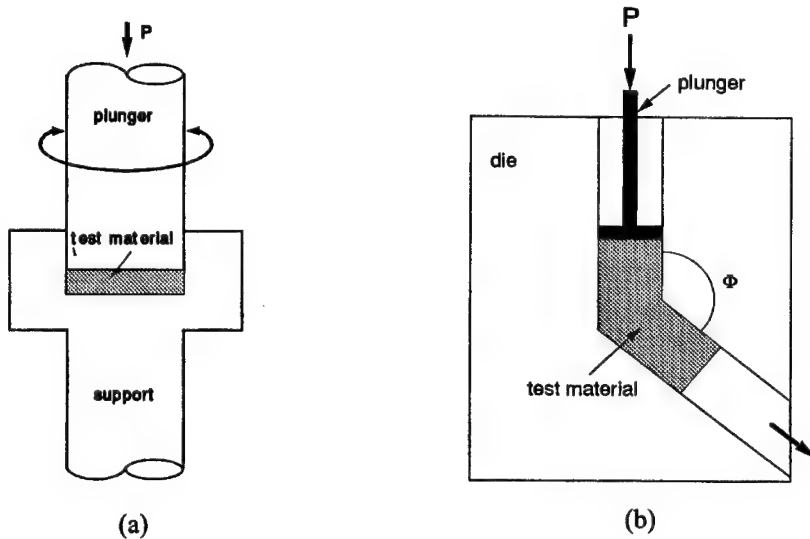 P
plunger
test material
support
(a)
P
plunger
die
Φ
test material
(b)